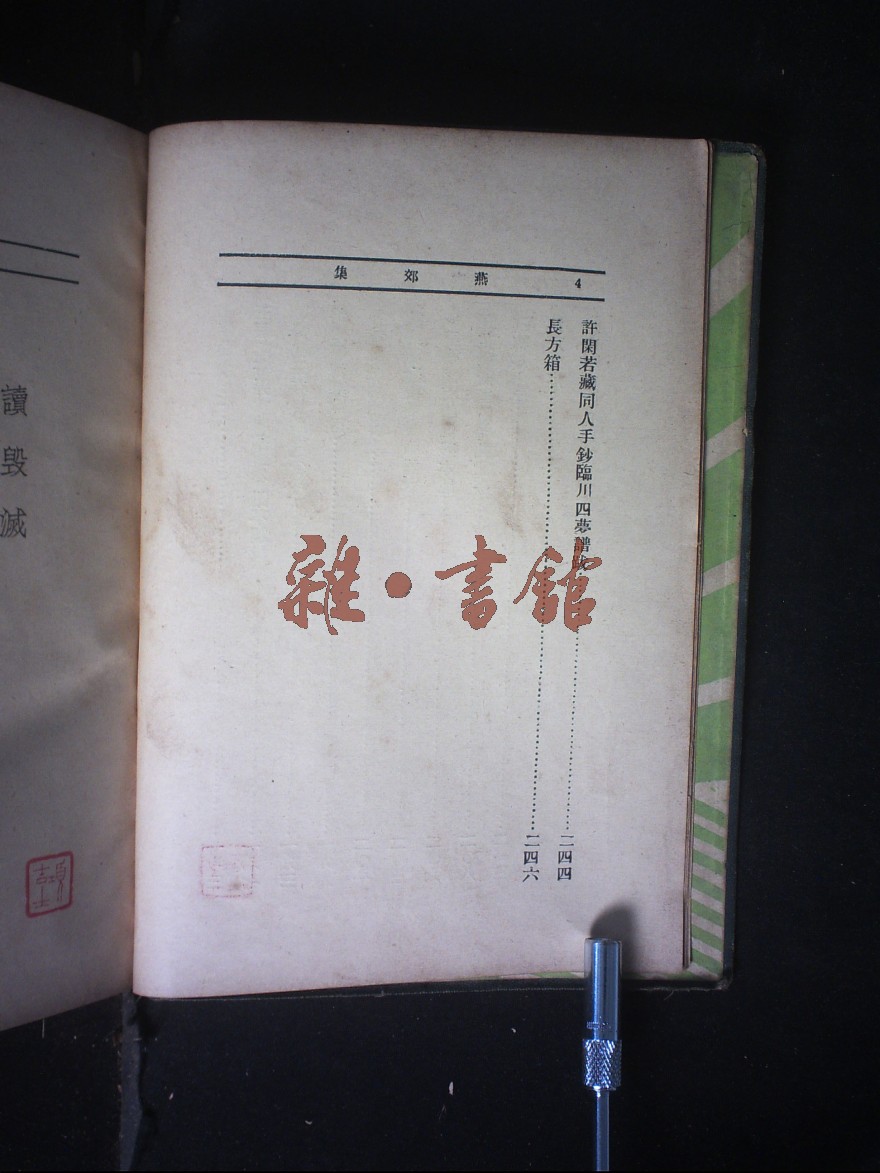 4 燕郊集
許閑若藏同人手鈔臨川四夢譜跋……二四四
長方箱……二四六
讀毀滅
雜•書館